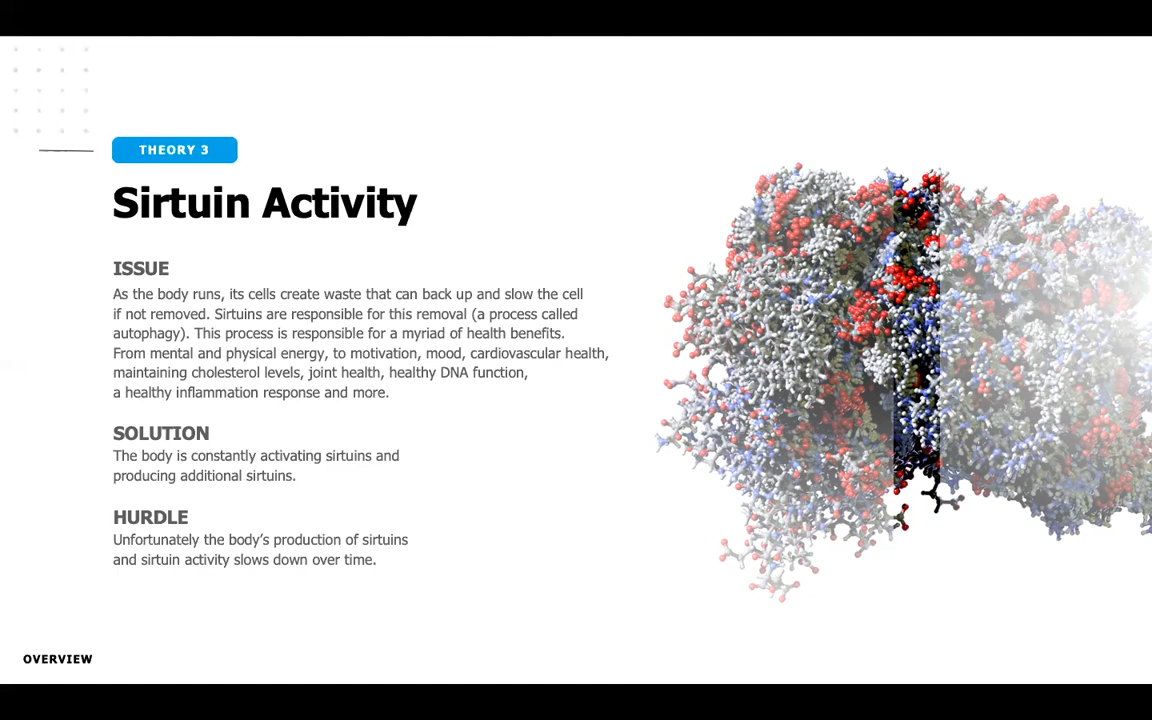 THEORY 3
Sirtuin Activity
ISSUE
As the body runs, its cells create waste that can back up and slow the cell
if not removed. Sirtuins are responsible for this removal (a process called
autophagy). This process is responsible for a myriad of health benefits.
From mental and physical energy, to motivation, mood, cardiovascular health,
maintaining cholesterol levels, joint health, healthy DNA function,
a healthy inflammation response and more.
SOLUTION
The body is constantly activating sirtuins and
producing additional sirtuins.
HURDLE
Unfortunately the body’s production of sirtuins
and sirtuin activity slows down over time.
OVERVIEW